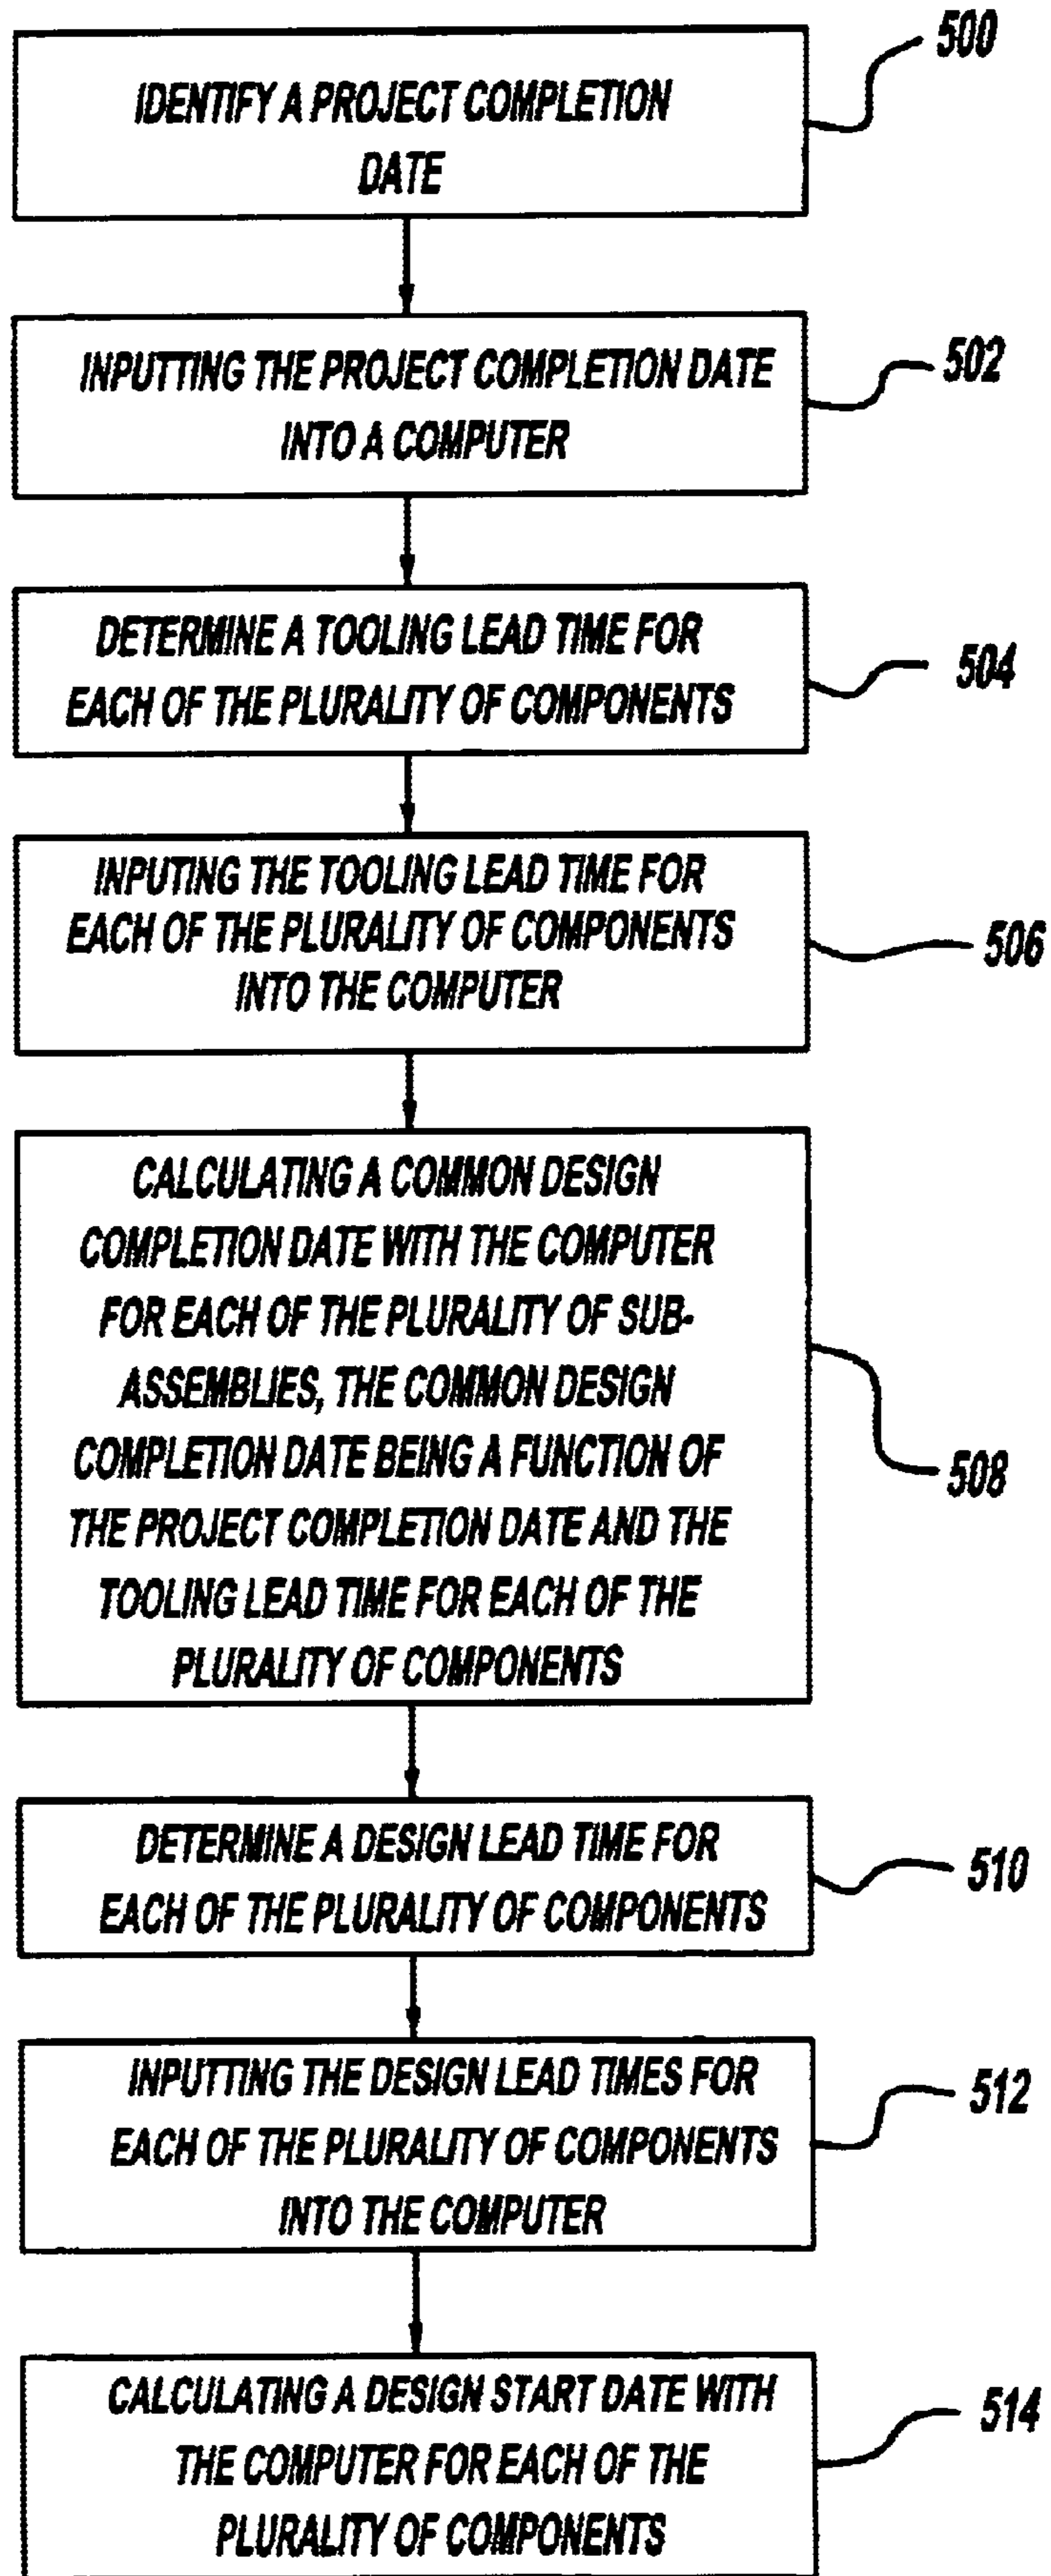 IDENTIFY A PROJECT COMPLETION
DATE
500
INPUTTING THE PROJECT COMPLETION DATE
INTO A COMPUTER
502
DETERMINE A TOOLING LEAD TIME FOR
EACH OF THE PLURALITY OF COMPONENTS
504
INPUTING THE TOOLING LEAD TIME FOR
EACH OF THE PLURALITY OF COMPONENTS
INTO THE COMPUTER
506
CALCULATING A COMMON DESIGN
COMPLETION DATE WITH THE COMPUTER
FOR EACH OF THE PLURALITY OF SUB-
ASSEMBLIES, THE COMMON DESIGN
COMPLETION DATE BEING A FUNCTION OF
THE PROJECT COMPLETION DATE AND THE
TOOLING LEAD TIME FOR EACH OF THE
PLURALITY OF COMPONENTS
508
DETERMINE A DESIGN LEAD TIME FOR
EACH OF THE PLURALITY OF COMPONENTS
510
INPUTTING THE DESIGN LEAD TIMES FOR
EACH OF THE PLURALITY OF COMPONENTS
INTO THE COMPUTER
512
CALCULATING A DESIGN START DATE WITH
THE COMPUTER FOR EACH OF THE
PLURALITY OF COMPONENTS
514